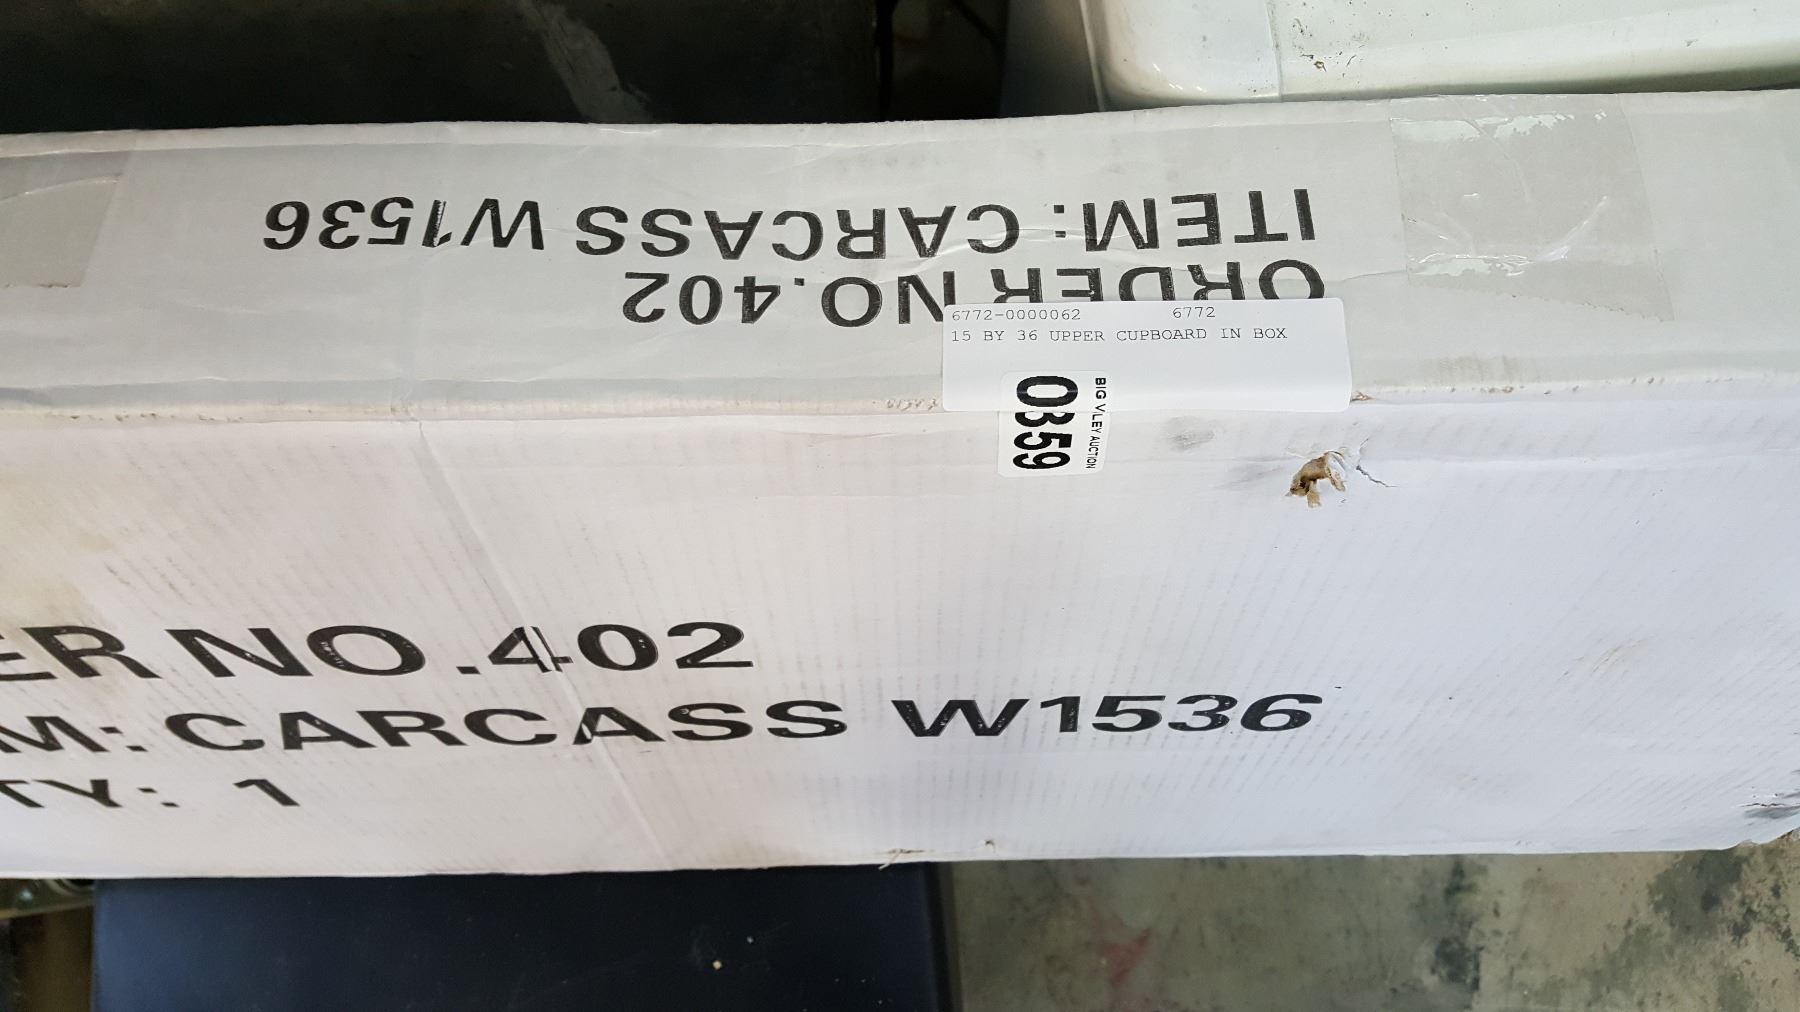 ITEM: CARCASS W1536
ORDER NO.402
6772-0000062 6772
15 BY 36 UPPER CUPBOARD IN BOX
BIG VLEY AUCTION
0359
ER NO.402
M: CARCASS W1536
TY: 1